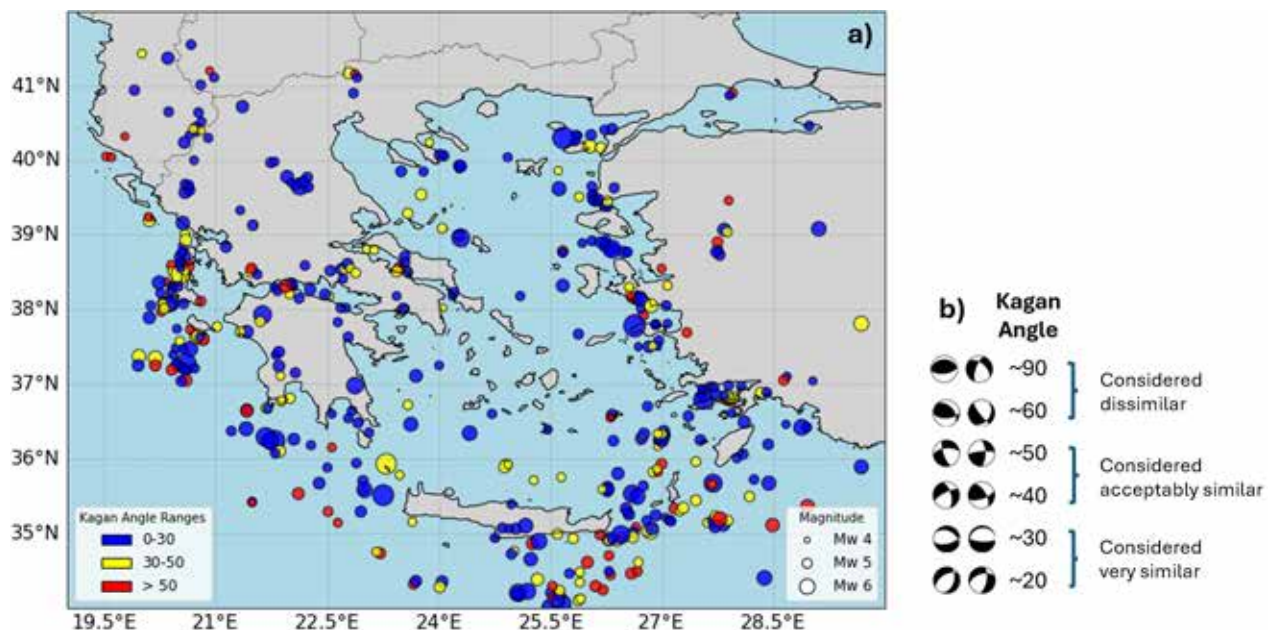 a)
41°N
40°N
39°N
38°N
37°N
36°N
35°N
19.5°E 21°E 22.5°E 24°E 25.5°E 27°E 28.5°E
Kagan Angle Ranges
0-30
30-50
> 50
Magnitude
Mw 4
Mw 5
Mw 6
b) Kagan
Angle
~90
~60
Considered
dissimilar
~50
~40
Considered
acceptably similar
~30
~20
Considered
very similar